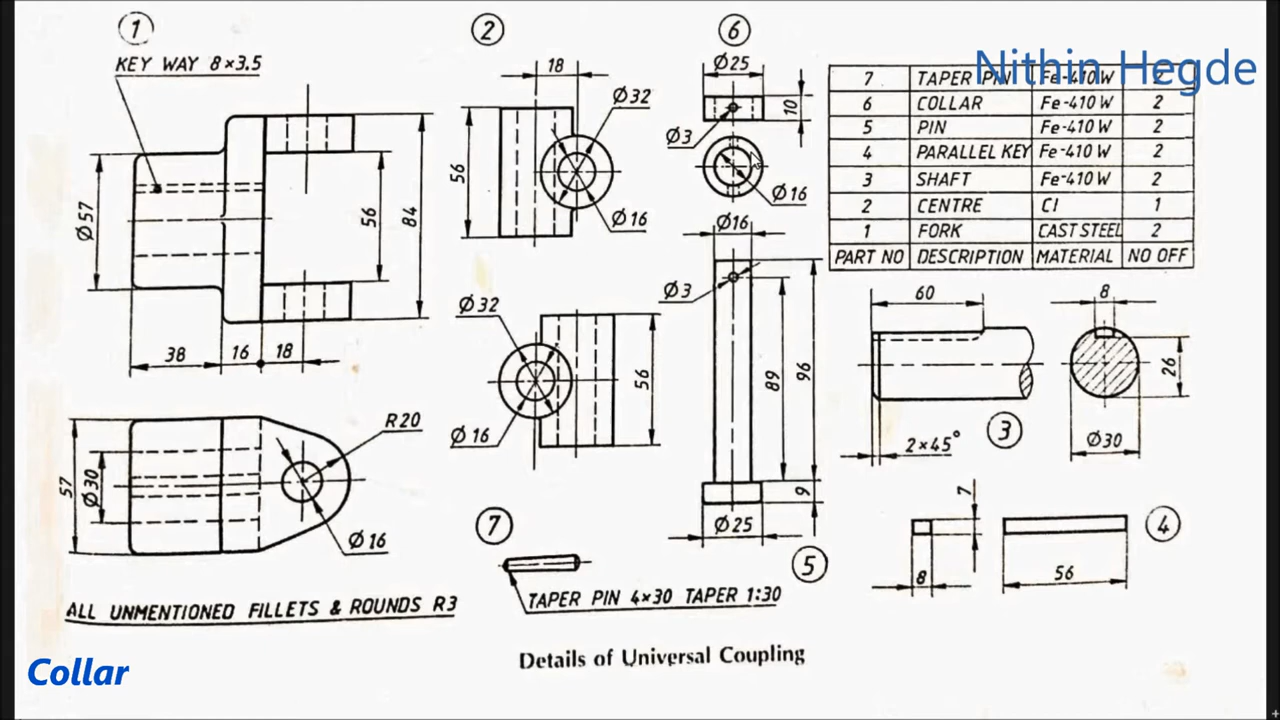 1
KEY WAY 8×3.5
Ø57
56
84
38
16
18
57
Ø30
R20
Ø16
ALL UNMENTIONED FILLETS & ROUNDS R3
2
18
Ø32
56
Ø16
Ø32
56
Ø16
6
Ø25
10
Ø3
Ø16
Ø16
Ø3
89
96
9
Ø25
5
7
TAPER PIN 4×30 TAPER 1:30
Nithin Hegde
7 TAPER PIN Fe-410W 2
6 COLLAR Fe-410W 2
5 PIN Fe-410W 2
4 PARALLEL KEY Fe-410W 2
3 SHAFT Fe-410W 2
2 CENTRE CI 1
1 FORK CAST STEEL 2
PART NO DESCRIPTION MATERIAL NO OFF
60
8
26
2×45°
3
Ø30
7
8
56
4
Details of Universal Coupling
Collar